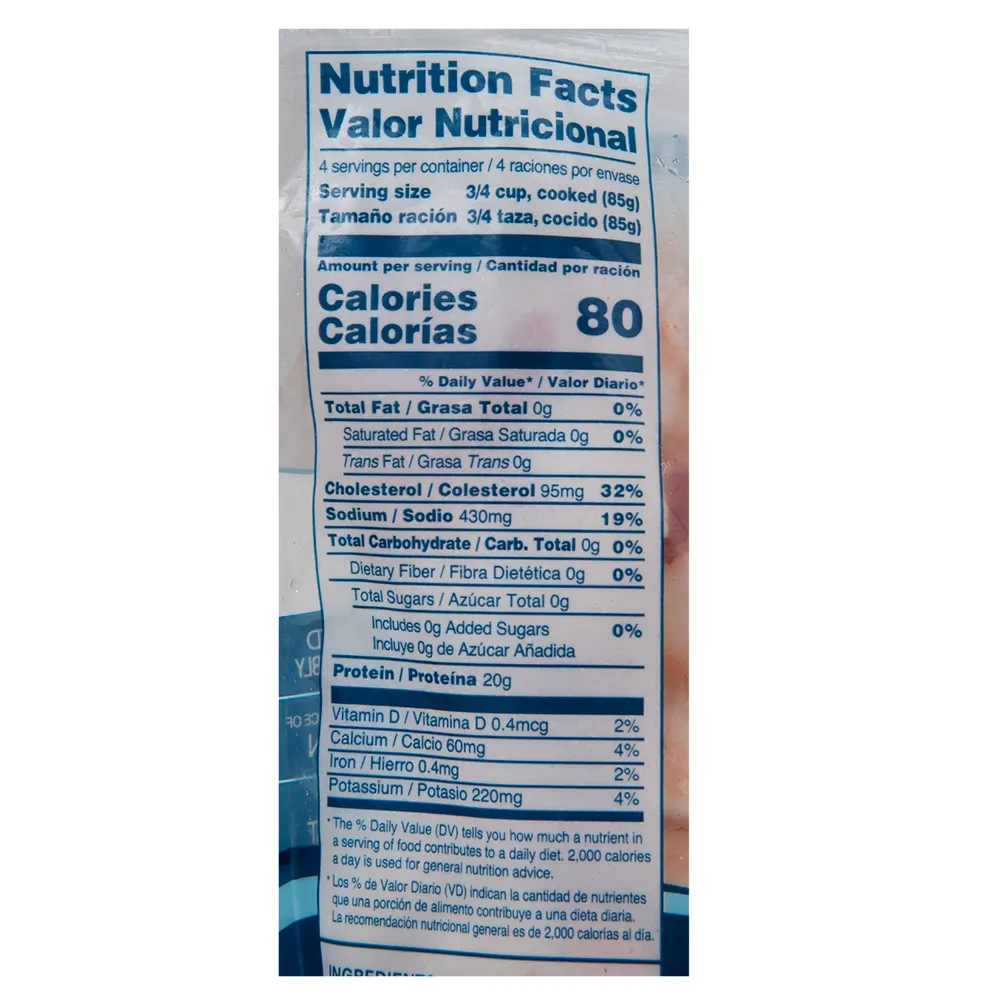 Nutrition Facts
Valor Nutricional
4 servings per container / 4 raciones por envase
Serving size 3/4 cup, cooked (85g)
Tamaño ración 3/4 taza, cocido (85g)
Amount per serving / Cantidad por ración
Calories
Calorías 80
% Daily Value* / Valor Diario*
Total Fat / Grasa Total 0g 0%
Saturated Fat / Grasa Saturada 0g 0%
Trans Fat / Grasa Trans 0g
Cholesterol / Colesterol 95mg 32%
Sodium / Sodio 430mg 19%
Total Carbohydrate / Carb. Total 0g 0%
Dietary Fiber / Fibra Dietética 0g 0%
Total Sugars / Azúcar Total 0g
Includes 0g Added Sugars 0%
Incluye 0g de Azúcar Añadida
Protein / Proteína 20g
Vitamin D / Vitamina D 0.4mcg 2%
Calcium / Calcio 60mg 4%
Iron / Hierro 0.4mg 2%
Potassium / Potasio 220mg 4%
*The % Daily Value (DV) tells you how much a nutrient in
a serving of food contributes to a daily diet. 2,000 calories
a day is used for general nutrition advice.
*Los % de Valor Diario (VD) indican la cantidad de nutrientes
que una porción de alimento contribuye a una dieta diaria.
La recomendación nutricional general es de 2,000 calorías al día.